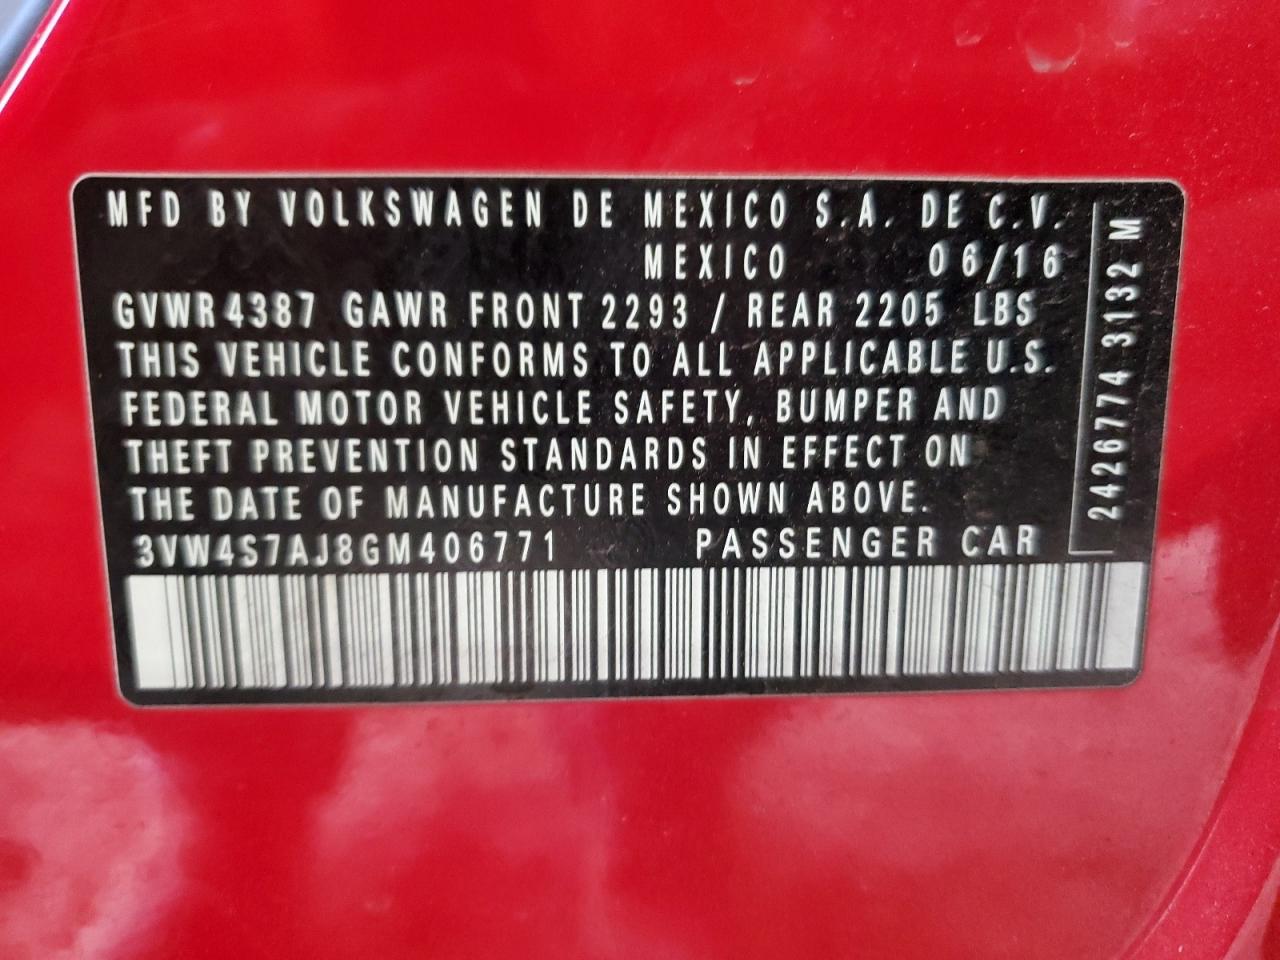 MFD BY VOLKSWAGEN DE MEXICO S.A. DE C.V.
MEXICO 06/16
GVWR 4387 GAWR FRONT 2293 / REAR 2205 LBS
THIS VEHICLE CONFORMS TO ALL APPLICABLE U.S.
FEDERAL MOTOR VEHICLE SAFETY, BUMPER AND
THEFT PREVENTION STANDARDS IN EFFECT ON
THE DATE OF MANUFACTURE SHOWN ABOVE.
3VW4S7AJ8GM406771 PASSENGER CAR
2426774 3132 M